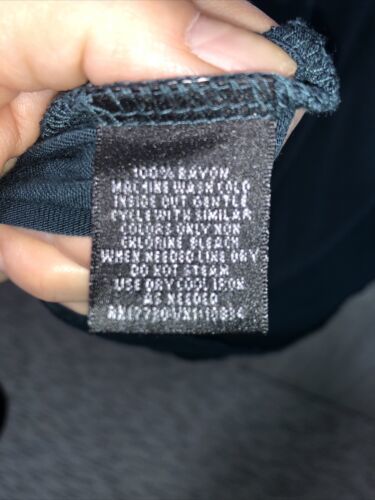 100% RAYON
MACHINE WASH COLD
INSIDE OUT GENTLE
CYCLE WITH SIMILAR
COLORS ONLY NON
CHLORINE BLEACH
WHEN NEEDED LINE DRY
DO NOT STEAM
USE DRY COOL IRON
AS NEEDED